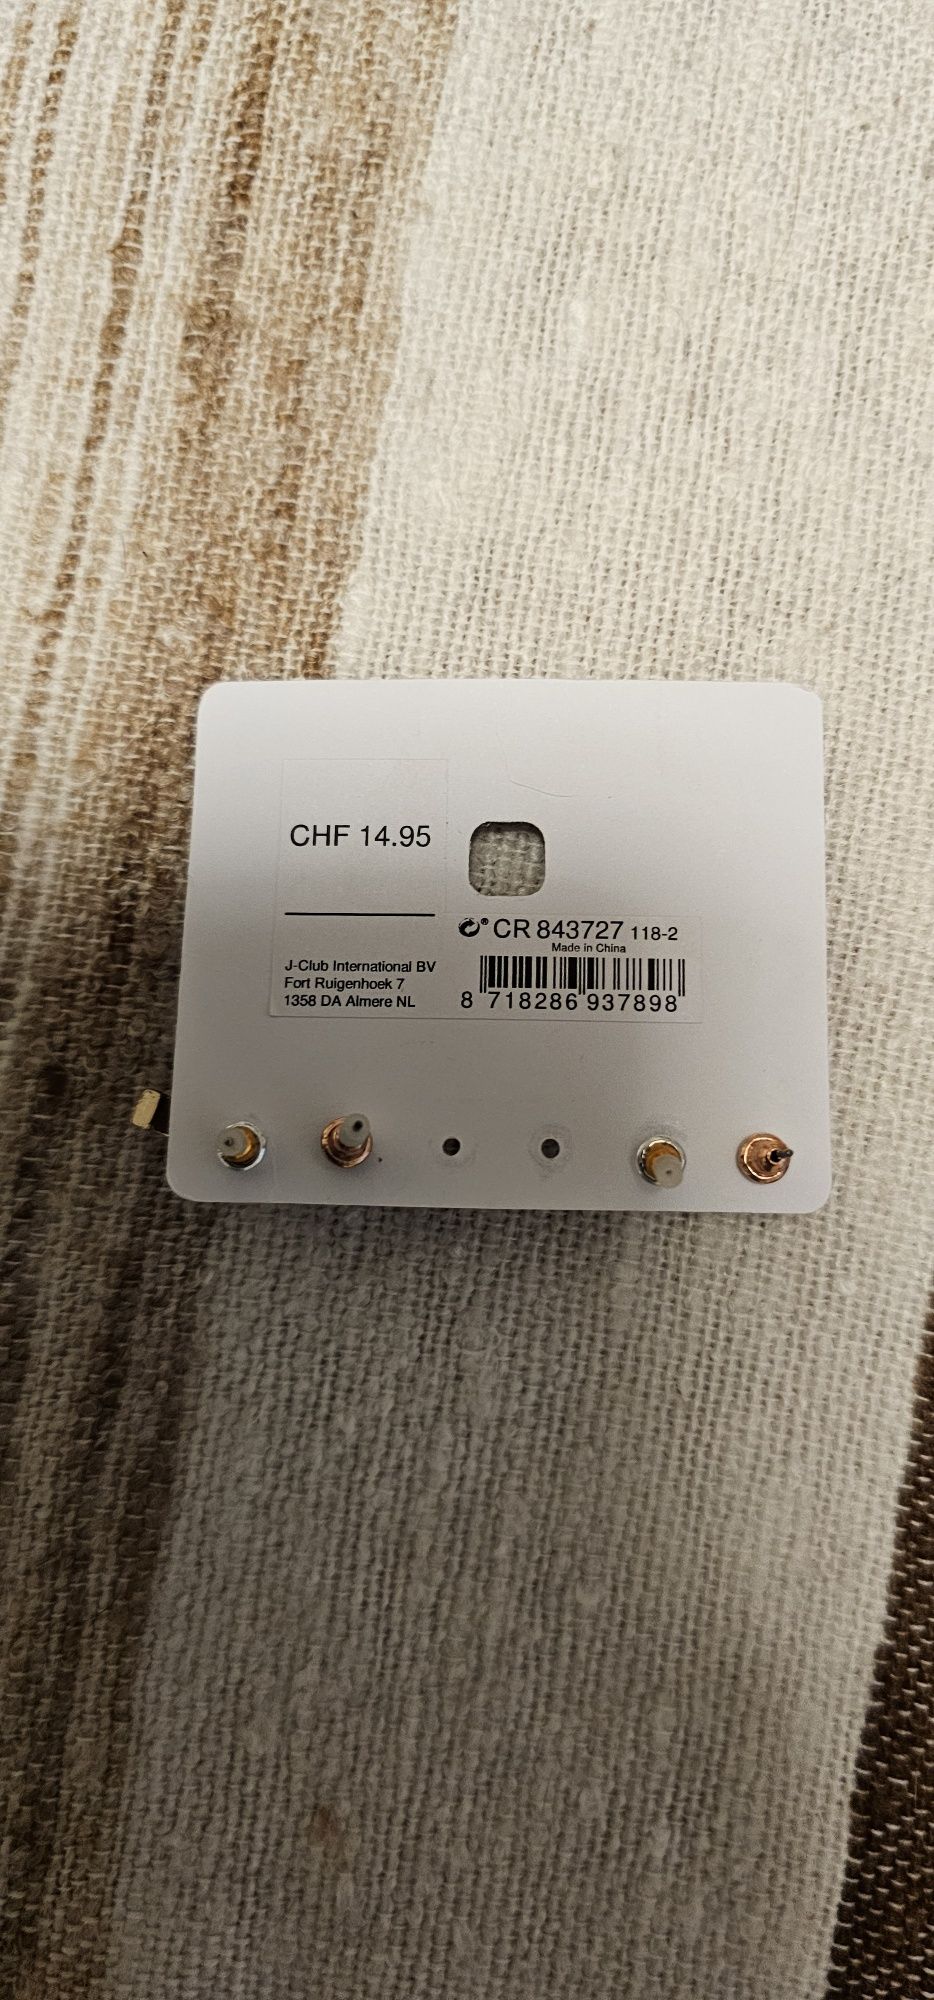 CHF 14.95
J-Club International BV
Fort Ruigenhoek 7
1358 DA Almere NL
® CR 843727 118-2
Made in China
8 718286 937898